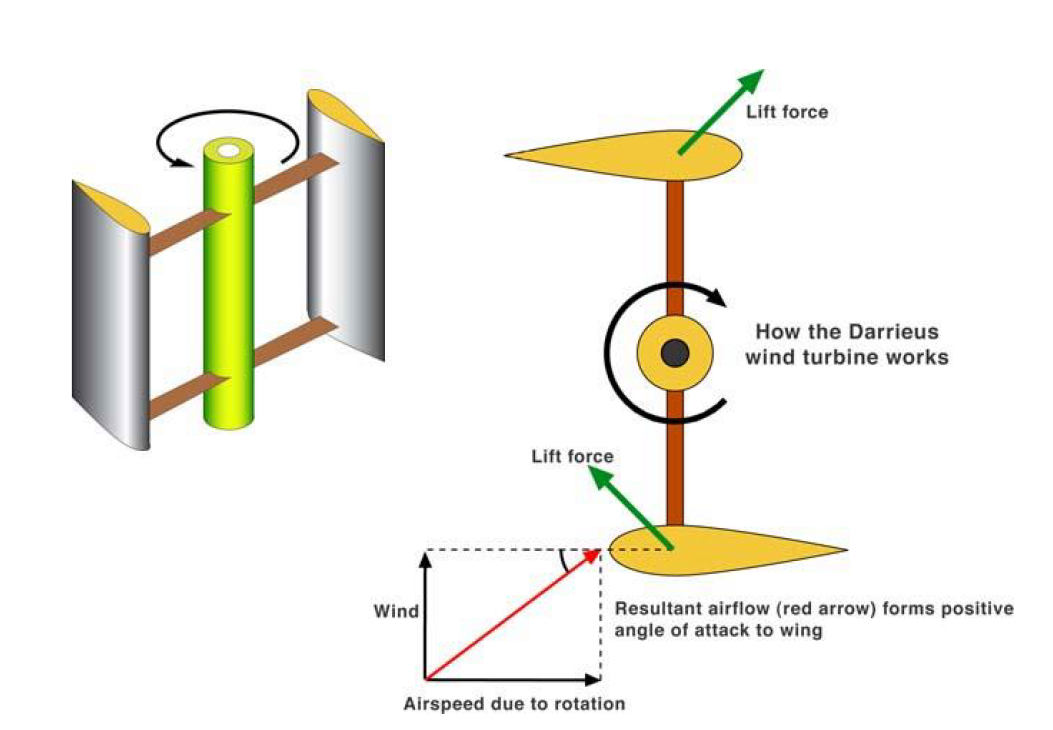 Lift force
How the Darrieus
wind turbine works
Lift force
Wind
Resultant airflow (red arrow) forms positive
angle of attack to wing
Airspeed due to rotation